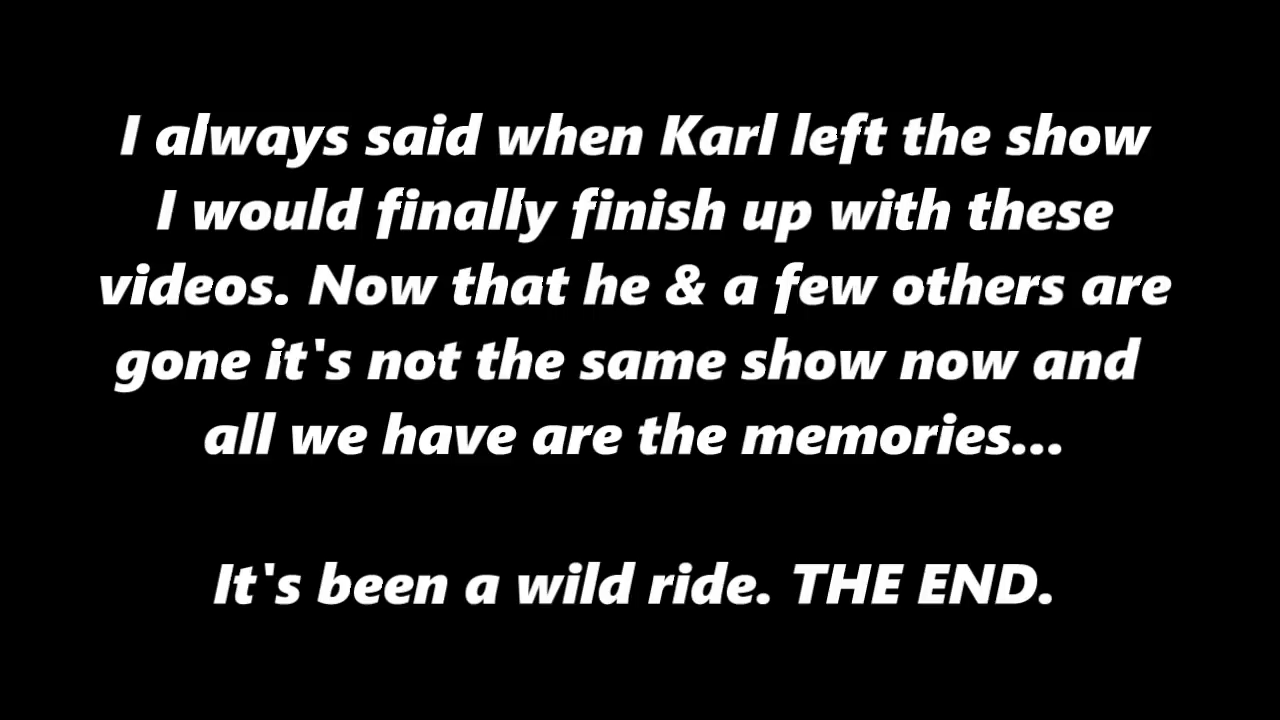 I always said when Karl left the show
I would finally finish up with these
videos. Now that he & a few others are
gone it's not the same show now and
all we have are the memories...
It's been a wild ride. THE END.